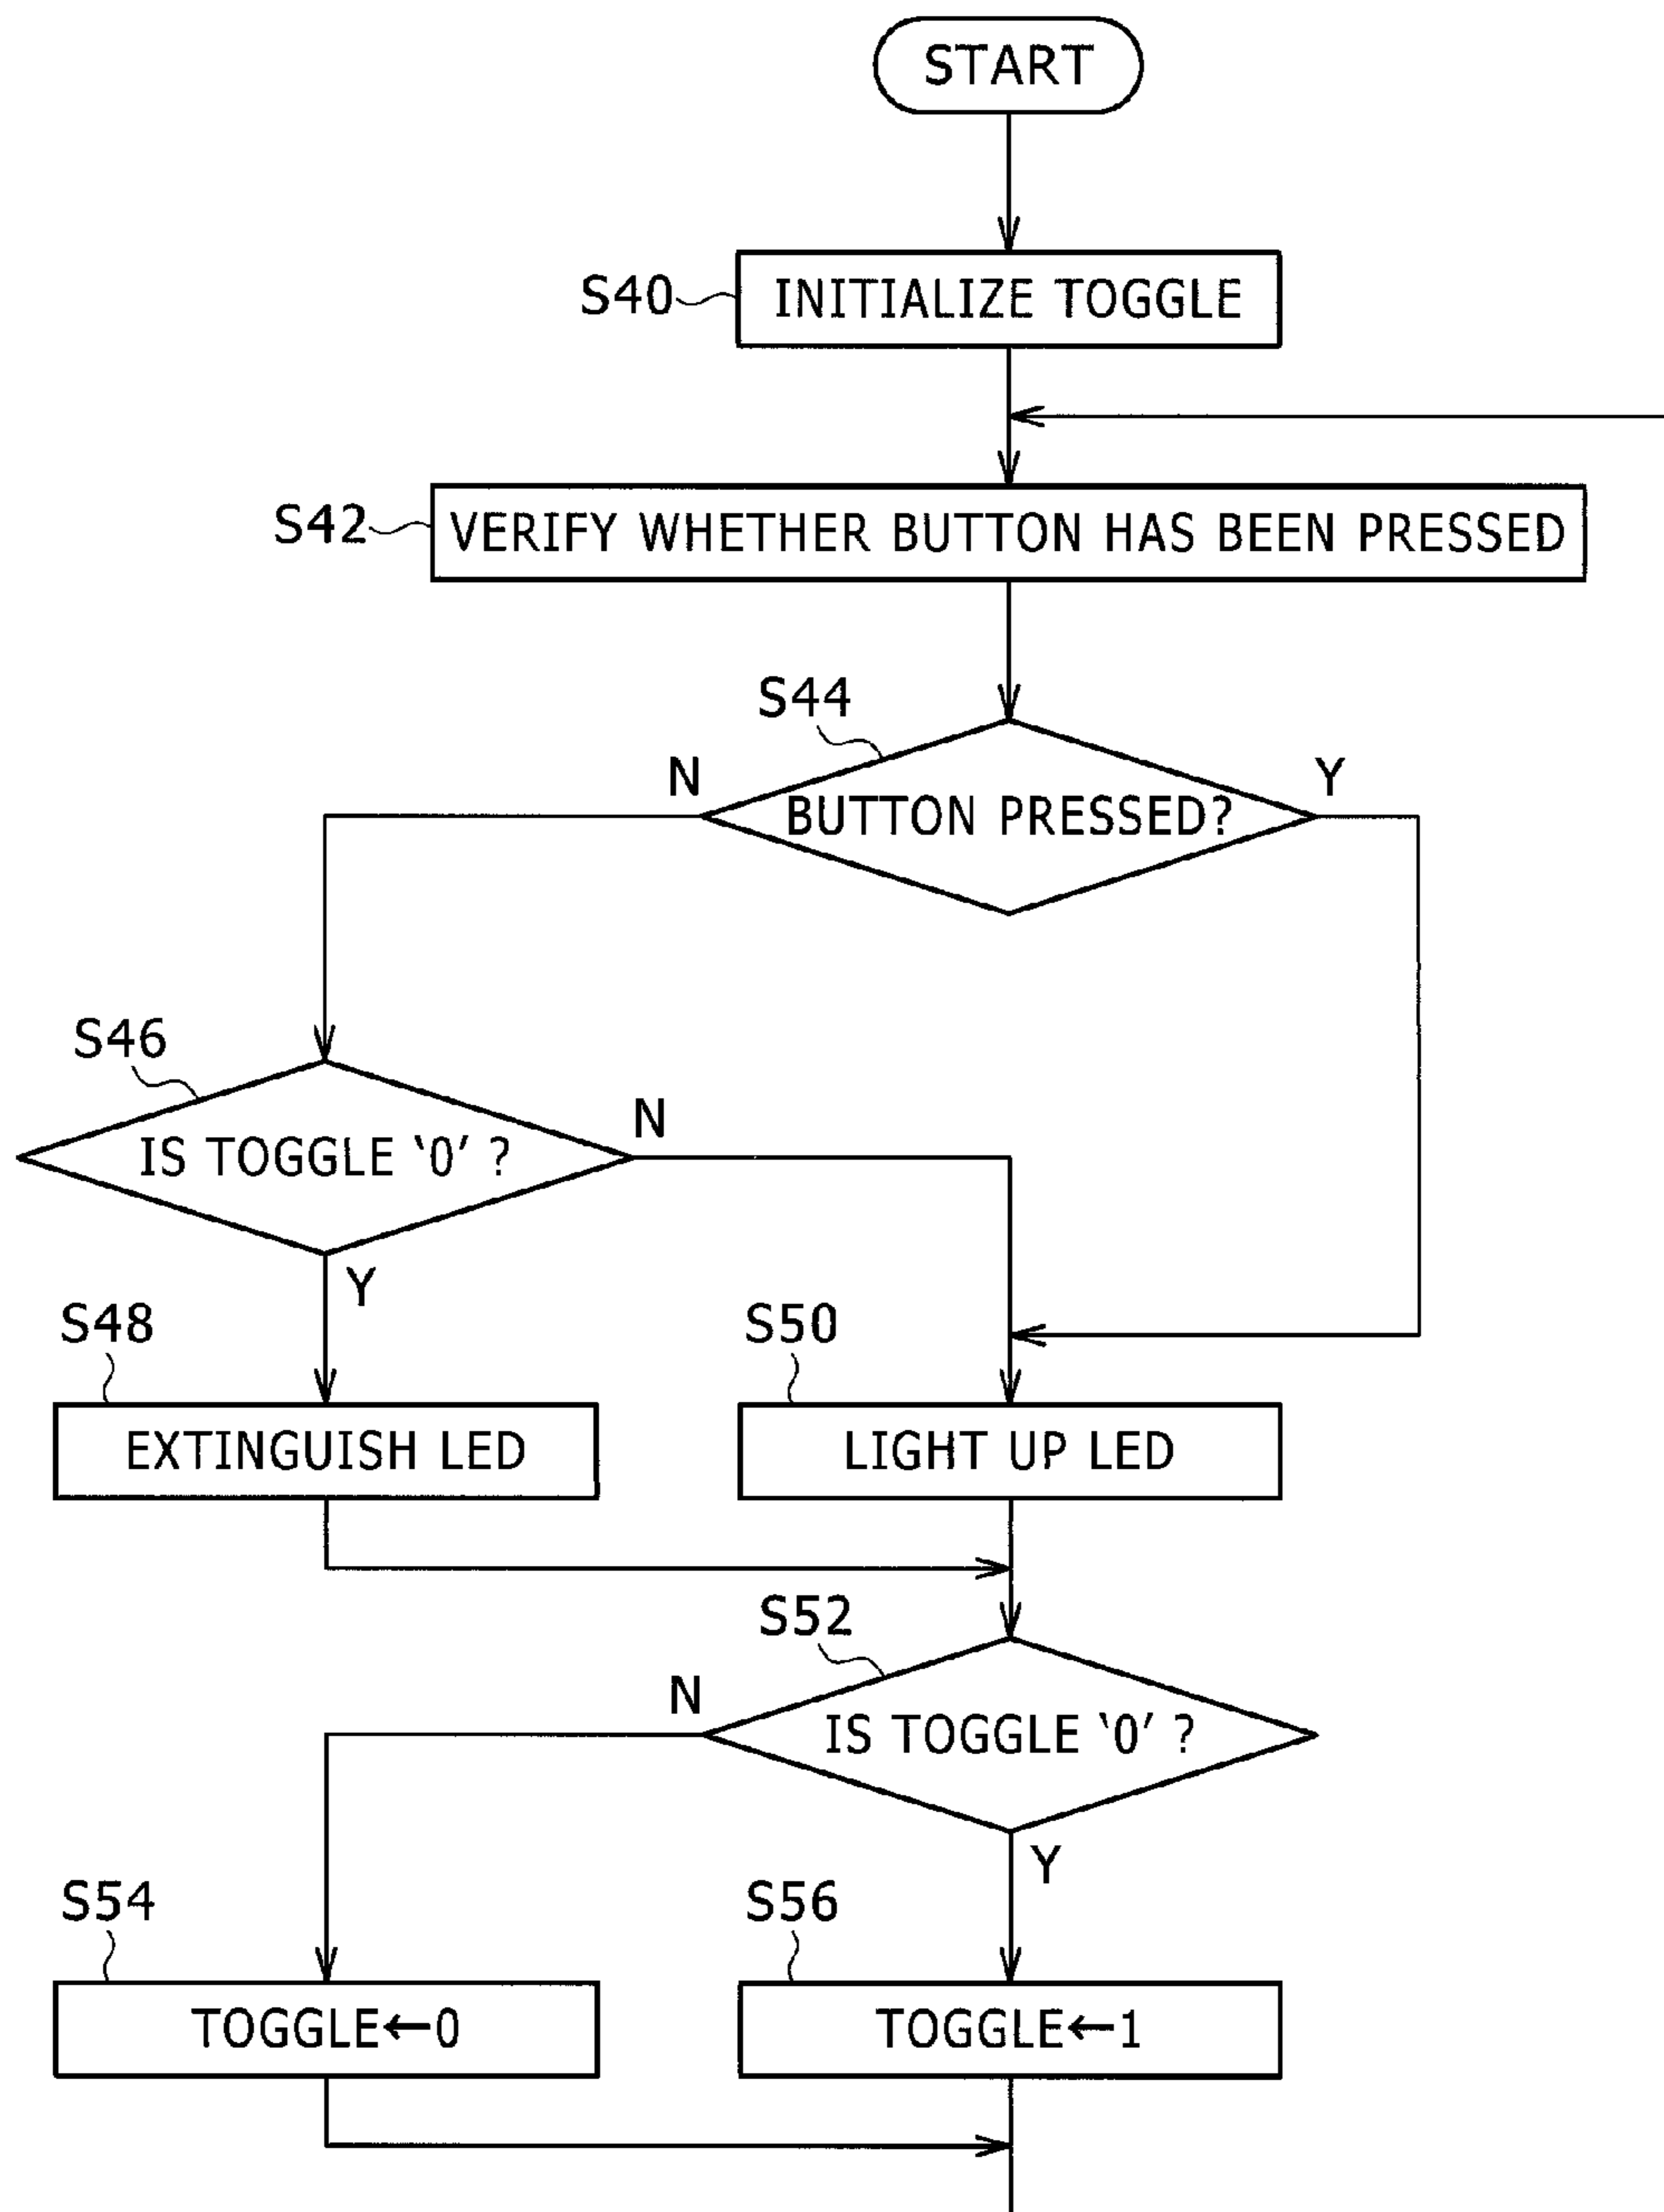 START
S40
INITIALIZE TOGGLE
S42
VERIFY WHETHER BUTTON HAS BEEN PRESSED
S44
N
Y
BUTTON PRESSED?
S46
N
IS TOGGLE ‘0’ ?
Y
S48
S50
EXTINGUISH LED
LIGHT UP LED
S52
N
IS TOGGLE ‘0’ ?
Y
S54
S56
TOGGLE←0
TOGGLE←1